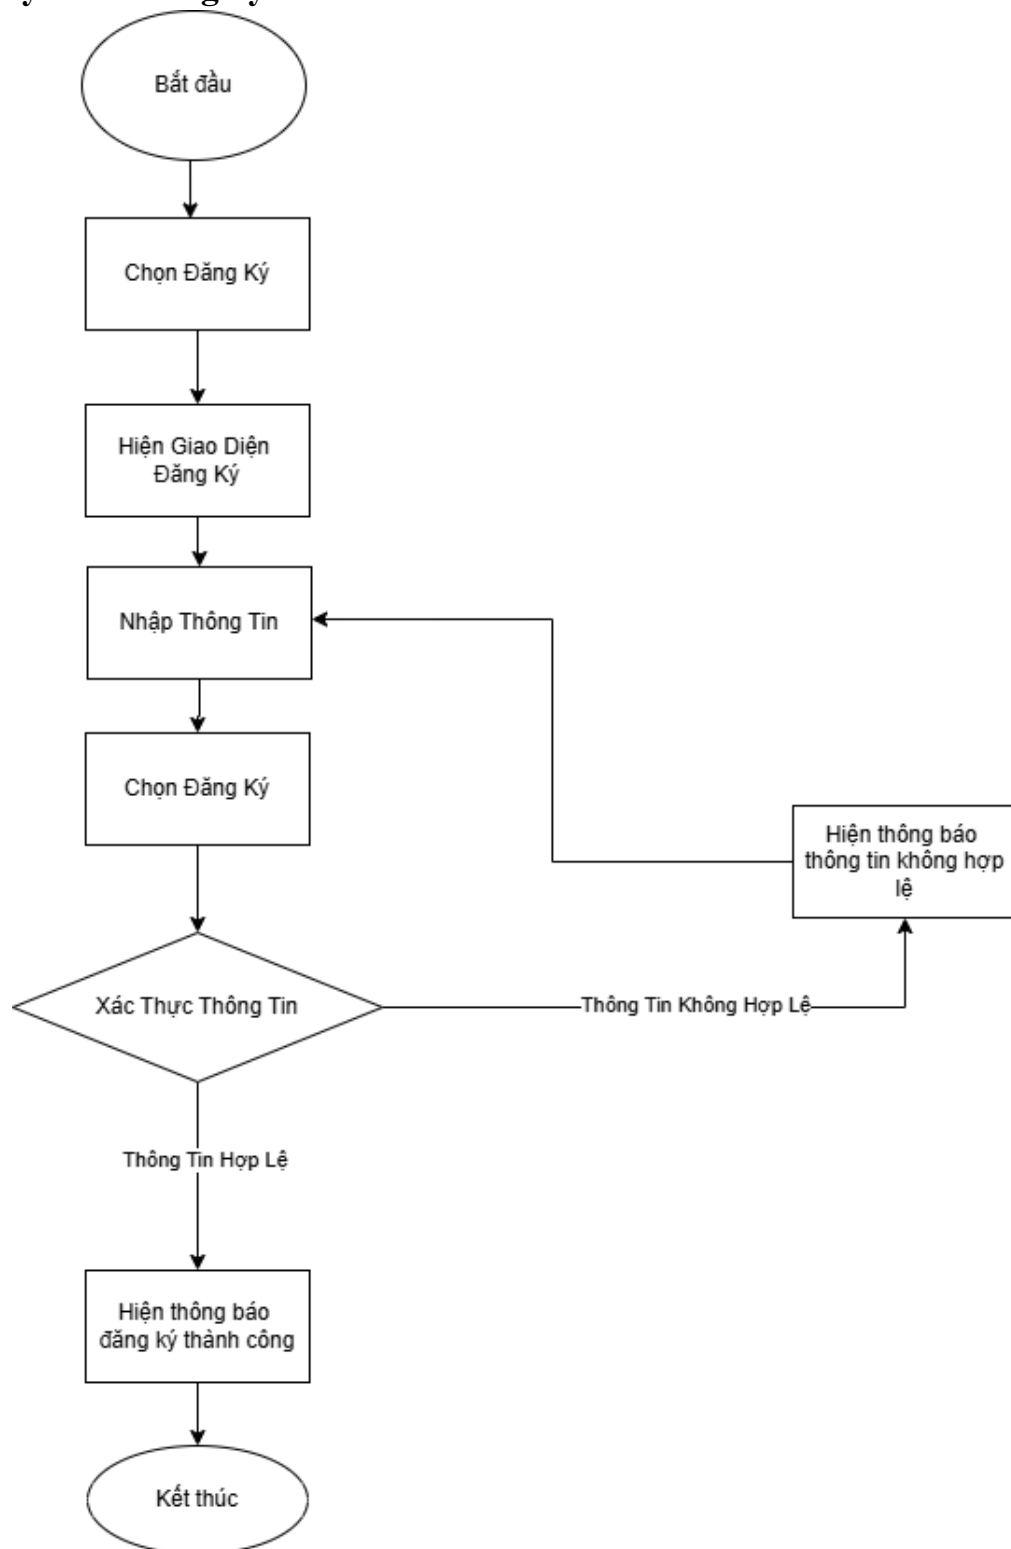 Bắt đầu
Chọn Đăng Ký
Hiện Giao Diện
Đăng Ký
Nhập Thông Tin
Chọn Đăng Ký
Hiện thông báo
thông tin không hợp
lệ
Xác Thực Thông Tin
Thông Tin Không Hợp Lệ
Thông Tin Hợp Lệ
Hiện thông báo
đăng ký thành công
Kết thúc